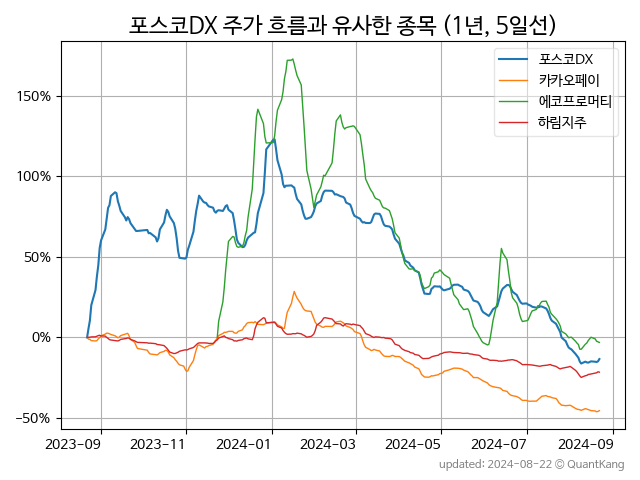 포스코DX 주가 흐름과 유사한 종목 (1년, 5일선)
포스코DX
카카오페이
에코프로머티
하림지주
150%
100%
50%
0%
−50%
2023-09 2023-11 2024-01 2024-03 2024-05 2024-07 2024-09
updated: 2024-08-22 © QuantKang